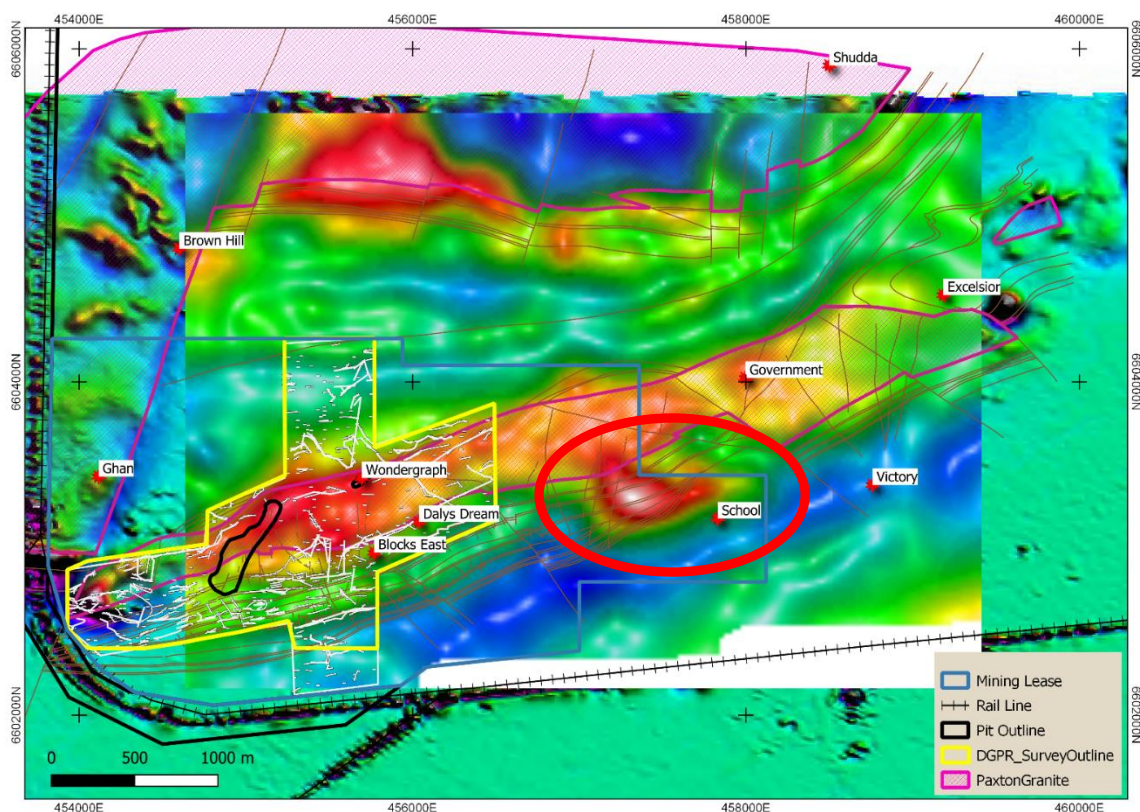 454000E
456000E
458000E
460000E
6606000N
6606000N
Shudda
Brown Hill
Excelsior
6604000N
6604000N
Government
Ghan
Wondergraph
Victory
Dalys Dream
School
Blocks East
6602000N
6602000N
Mining Lease
Rail Line
Pit Outline
DGPR_SurveyOutline
PaxtonGranite
0
500
1000 m
454000E
456000E
458000E
460000E